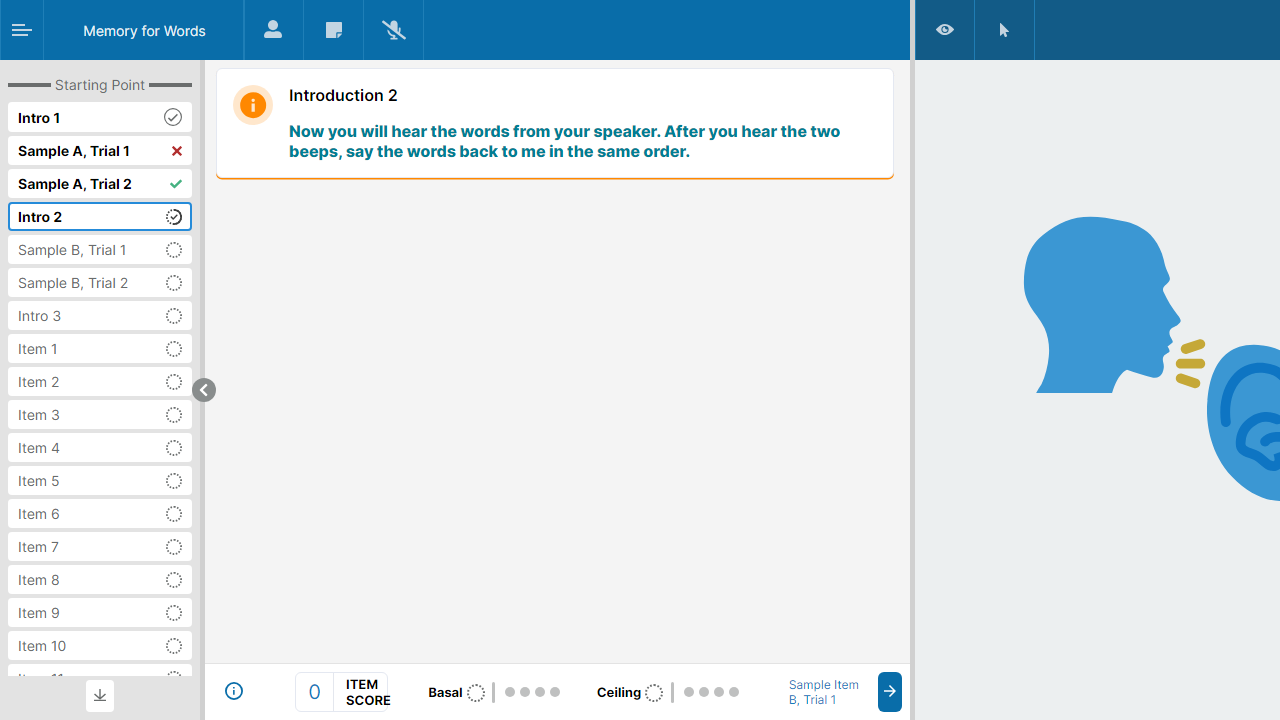 Memory for Words
Starting Point
Intro 1
Sample A, Trial 1
Sample A, Trial 2
Intro 2
Sample B, Trial 1
Sample B, Trial 2
Intro 3
Item 1
Item 2
Item 3
Item 4
Item 5
Item 6
Item 7
Item 8
Item 9
Item 10
Introduction 2
Now you will hear the words from your speaker. After you hear the two
beeps, say the words back to me in the same order.
0
ITEM
SCORE
Basal
Ceiling
Sample Item
B, Trial 1